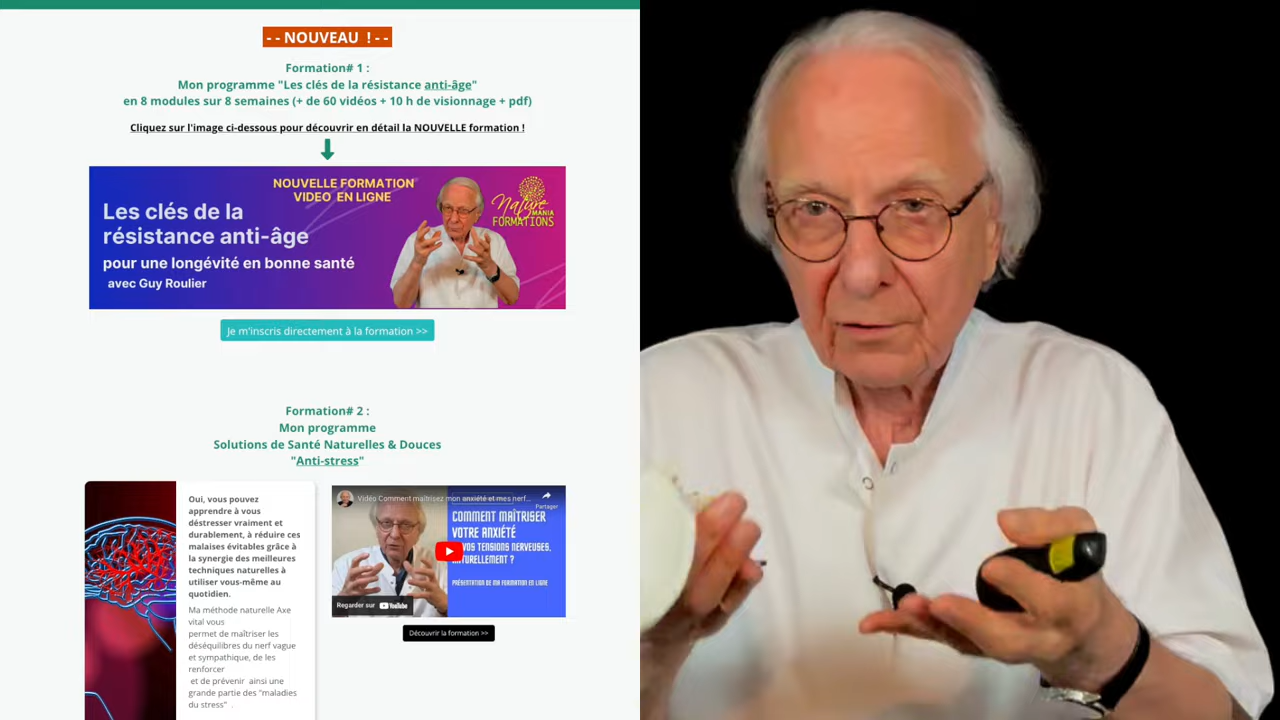 - - NOUVEAU ! - -
Formation# 1 :
Mon programme "Les clés de la résistance anti-âge"
en 8 modules sur 8 semaines (+ de 60 vidéos + 10 h de visionnage + pdf)
Cliquez sur l'image ci-dessous pour découvrir en détail la NOUVELLE formation !
NOUVELLE FORMATION
VIDEO EN LIGNE
Les clés de la
résistance anti-âge
pour une longévité en bonne santé
avec Guy Roulier
Nature
MANIA
FORMATIONS
Je m'inscris directement à la formation >>
Formation# 2 :
Mon programme
Solutions de Santé Naturelles & Douces
"Anti-stress"
Oui, vous pouvez
apprendre à vous
déstresser vraiment et
durablement, à réduire ces
malaises évitables grâce à
la synergie des meilleures
techniques naturelles à
utiliser vous-même au
quotidien.
Ma méthode naturelle Axe
vital vous
permet de maîtriser les
déséquilibres du nerf vague
et sympathique, de les
renforcer
et de prévenir ainsi une
grande partie des "maladies
du stress" .
Vidéo Comment maîtrisez mon anxiété et mes nerf...
Partager
COMMENT MAÎTRISER
VOTRE ANXIÉTÉ
VOS TENSIONS NERVEUSES,
NATURELLEMENT ?
PRÉSENTATION DE MA FORMATION EN LIGNE
Regarder sur YouTube
Découvrir la formation >>